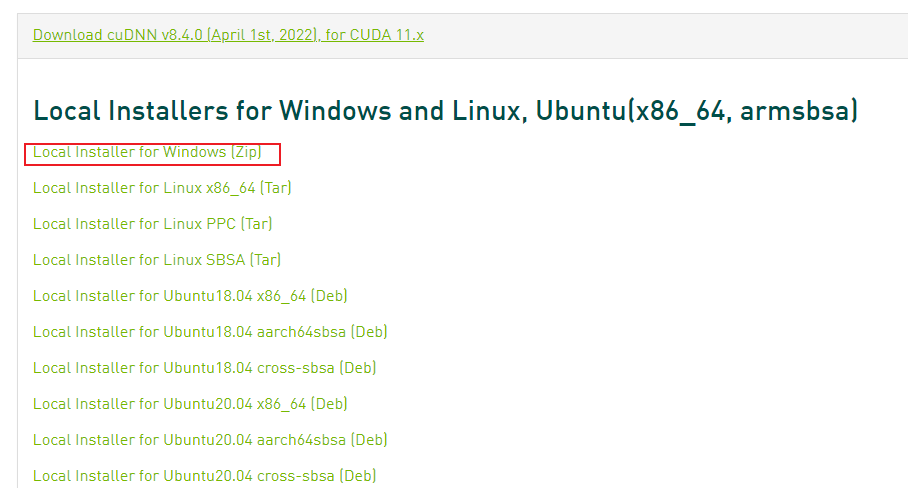 Download cuDNN v8.4.0 (April 1st, 2022), for CUDA 11.x
Local Installers for Windows and Linux, Ubuntu(x86_64, armsbsa)
Local Installer for Windows (Zip)
Local Installer for Linux x86_64 (Tar)
Local Installer for Linux PPC (Tar)
Local Installer for Linux SBSA (Tar)
Local Installer for Ubuntu18.04 x86_64 (Deb)
Local Installer for Ubuntu18.04 aarch64sbsa (Deb)
Local Installer for Ubuntu18.04 cross-sbsa (Deb)
Local Installer for Ubuntu20.04 x86_64 (Deb)
Local Installer for Ubuntu20.04 aarch64sbsa (Deb)
Local Installer for Ubuntu20.04 cross-sbsa (Deb)